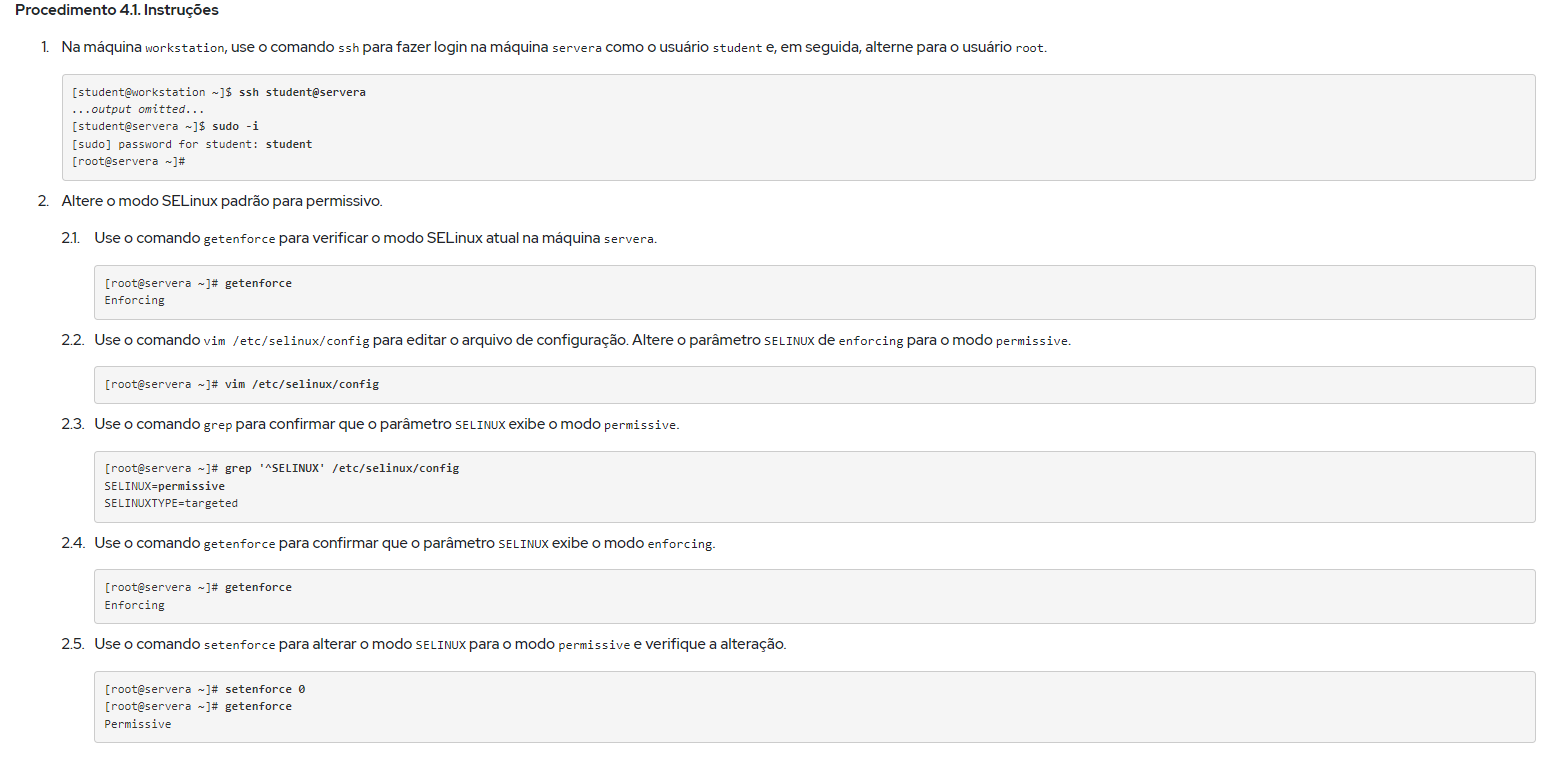 Procedimento 4.1. Instruções
1. Na máquina workstation, use o comando ssh para fazer login na máquina servera como o usuário student e, em seguida, alterne para o usuário root.
[student@workstation ~]$ ssh student@servera
...output omitted...
[student@servera ~]$ sudo -i
[sudo] password for student: student
[root@servera ~]#
2. Altere o modo SELinux padrão para permissivo.
2.1. Use o comando getenforce para verificar o modo SELinux atual na máquina servera.
[root@servera ~]# getenforce
Enforcing
2.2. Use o comando vim /etc/selinux/config para editar o arquivo de configuração. Altere o parâmetro SELINUX de enforcing para o modo permissive.
[root@servera ~]# vim /etc/selinux/config
2.3. Use o comando grep para confirmar que o parâmetro SELINUX exibe o modo permissive.
[root@servera ~]# grep '^SELINUX' /etc/selinux/config
SELINUX=permissive
SELINUXTYPE=targeted
2.4. Use o comando getenforce para confirmar que o parâmetro SELINUX exibe o modo enforcing.
[root@servera ~]# getenforce
Enforcing
2.5. Use o comando setenforce para alterar o modo SELINUX para o modo permissive e verifique a alteração.
[root@servera ~]# setenforce 0
[root@servera ~]# getenforce
Permissive